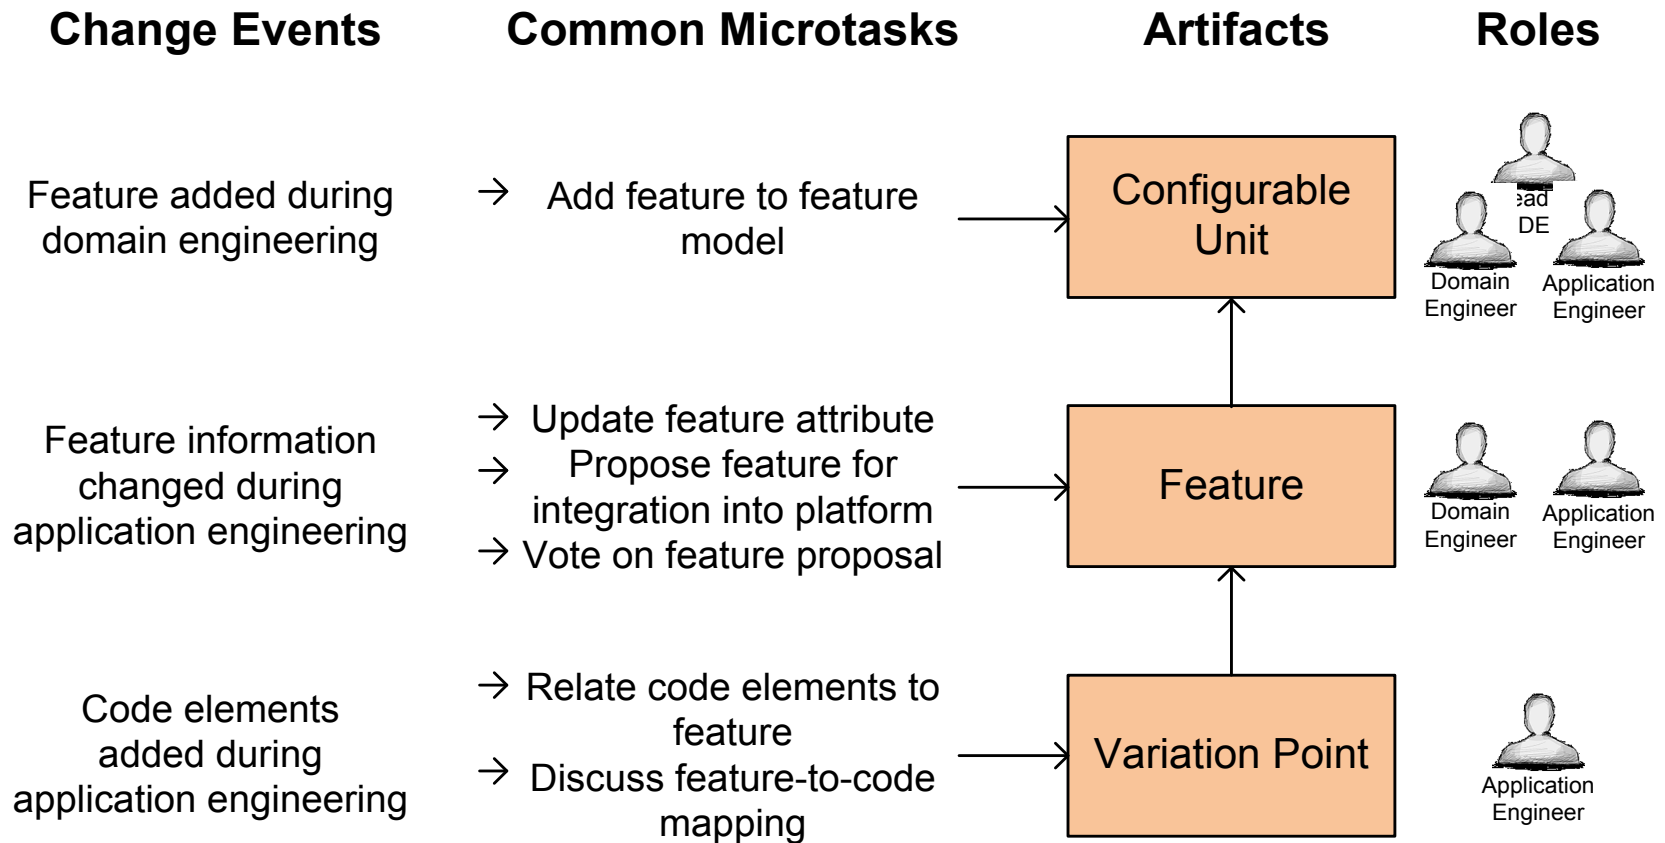 Change Events
Common Microtasks
Artifacts
Roles
Feature added during
domain engineering
→ Add feature to feature
model
Configurable
Unit
DE
Domain
Engineer
Application
Engineer
Feature information
changed during
application engineering
→ Update feature attribute
→ Propose feature for
integration into platform
→ Vote on feature proposal
Feature
Domain
Engineer
Application
Engineer
Code elements
added during
application engineering
→ Relate code elements to
feature
→ Discuss feature-to-code
mapping
Variation Point
Application
Engineer